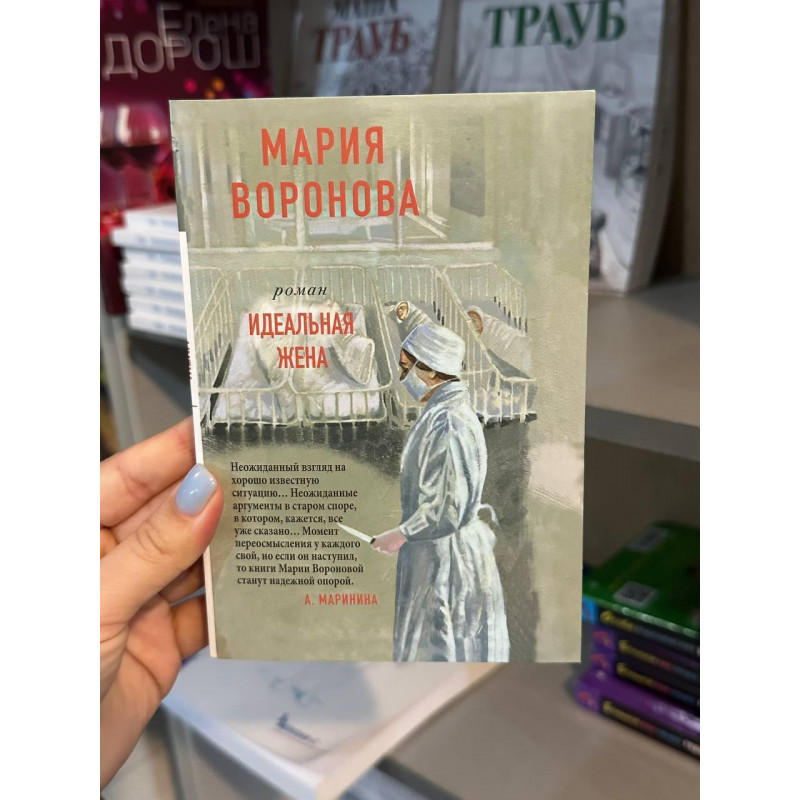 Елена
ДОРОШ
МАША
ТРАУБ
ТРАУБ
МАРИЯ
ВОРОНОВА
роман
ИДЕАЛЬНАЯ
ЖЕНА
Неожиданный взгляд на
хорошо известную
ситуацию... Неожиданные
аргументы в старом споре,
в котором, кажется, все
уже сказано... Момент
переосмысления у каждого
свой, но если он наступил,
то книги Марии Вороновой
станут надежной опорой.
А. МАРИНИНА